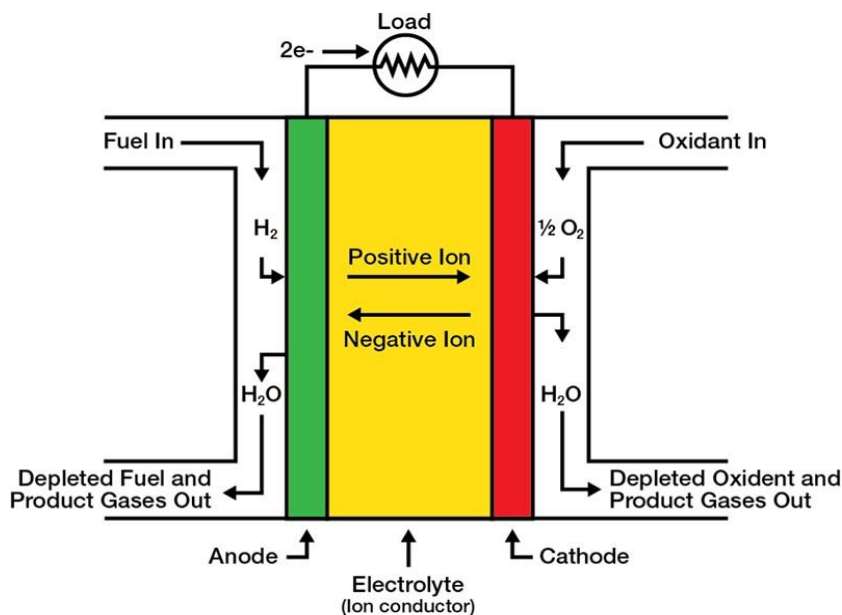 Load
2e-
Fuel In
Oxidant In
H₂
½ O₂
Positive Ion
Negative Ion
H₂O
H₂O
Depleted Fuel and
Product Gases Out
Depleted Oxident and
Product Gases Out
Anode
Cathode
Electrolyte
(Ion conductor)